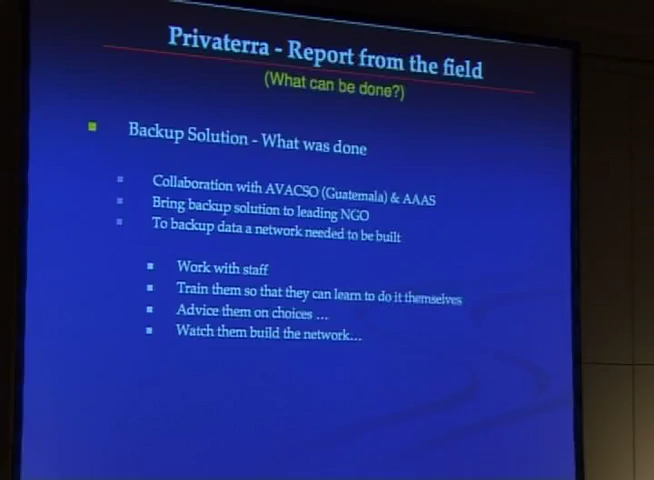 Privaterra - Report from the field
(What can be done?)
Backup Solution - What was done
Collaboration with AVACSO (Guatemala) & AAAS
Bring backup solution to leading NGO
To backup data a network needed to be built
Work with staff
Train them so that they can learn to do it themselves
Advice them on choices ...
Watch them build the network...